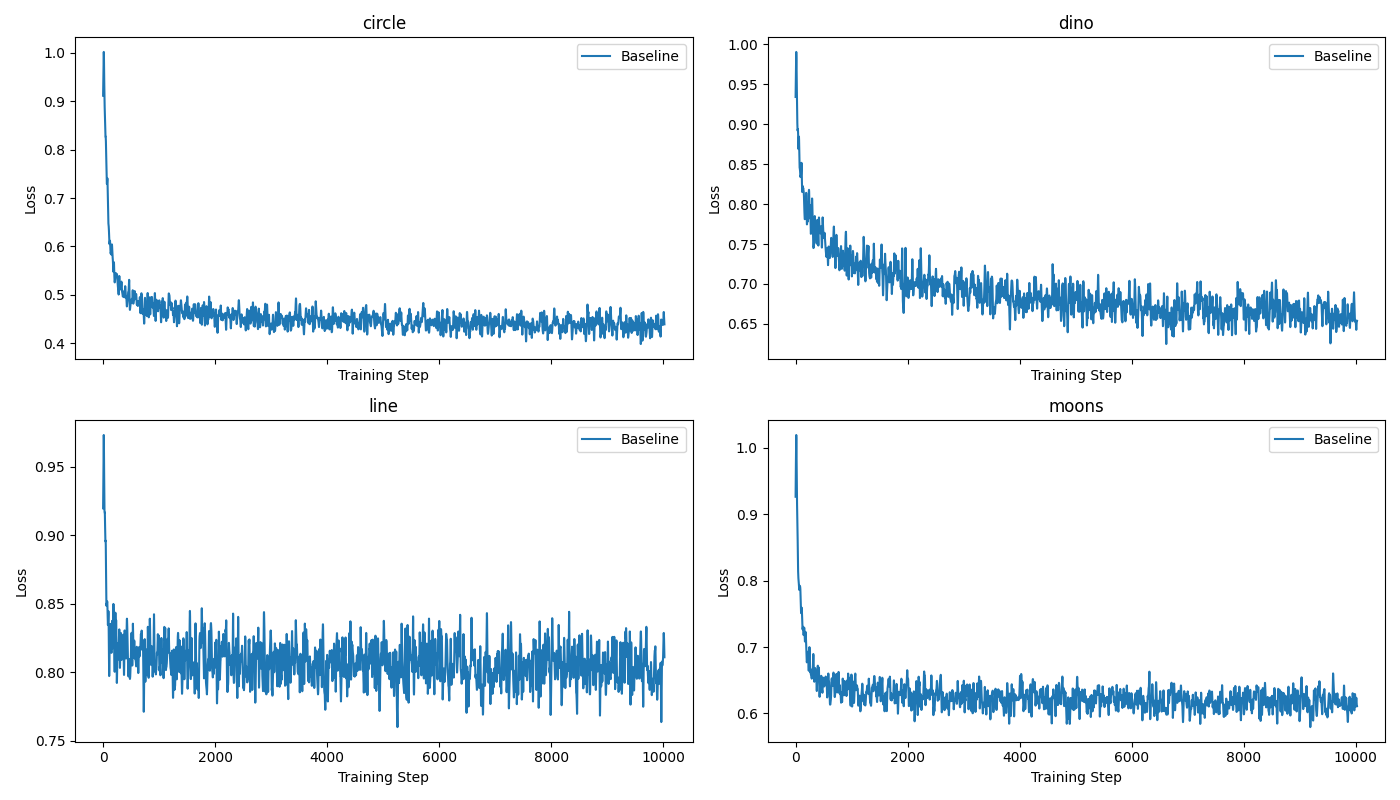 circle
1.0
0.9
0.8
0.7
0.6
0.5
0.4
Loss
Baseline
Training Step
dino
1.00
0.95
0.90
0.85
0.80
0.75
0.70
0.65
Loss
Baseline
Training Step
line
0.95
0.90
0.85
0.80
0.75
Loss
Baseline
0 2000 4000 6000 8000 10000
Training Step
moons
1.0
0.9
0.8
0.7
0.6
Loss
Baseline
0 2000 4000 6000 8000 10000
Training Step